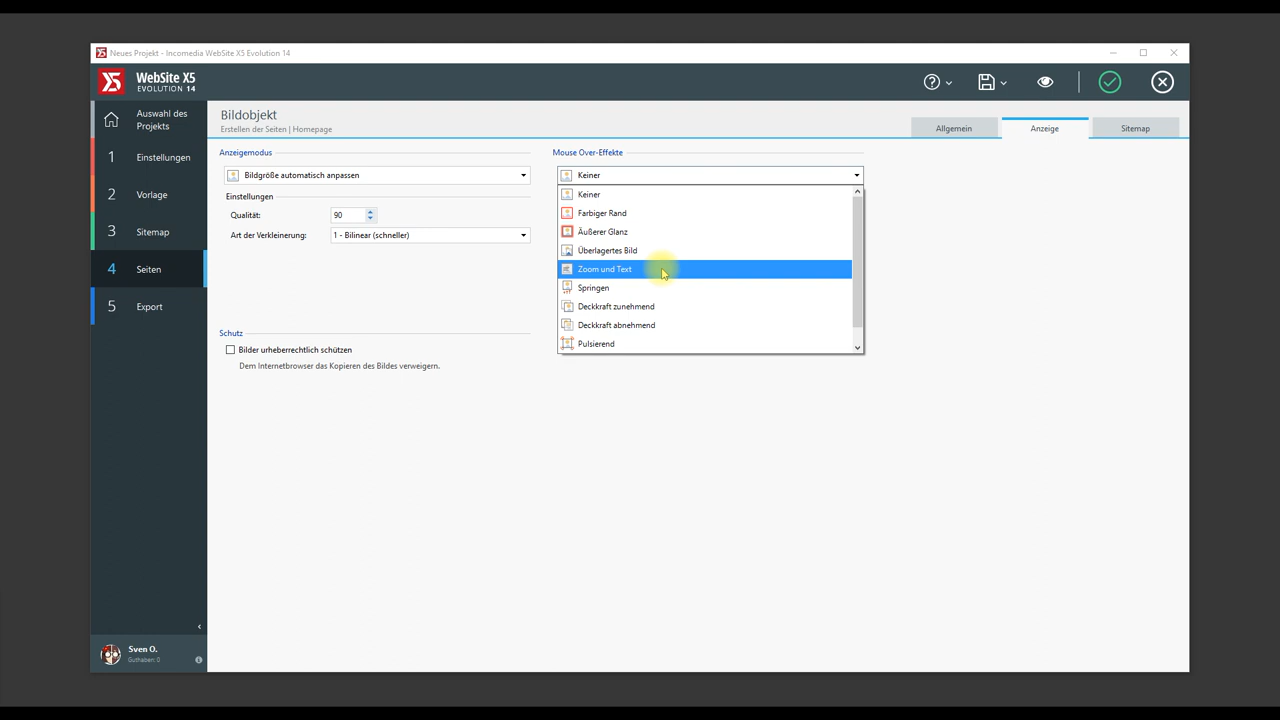 Neues Projekt - Incomedia WebSite X5 Evolution 14
WebSite X5
EVOLUTION 14
Auswahl des
Projekts
1 Einstellungen
2 Vorlage
3 Sitemap
4 Seiten
5 Export
Sven O.
Guthaben: 0
Bildobjekt
Erstellen der Seiten | Homepage
Allgemein
Anzeige
Sitemap
Anzeigemodus
Bildgröße automatisch anpassen
Einstellungen
Qualität: 90
Art der Verkleinerung: 1 - Bilinear (schneller)
Schutz
Bilder urheberrechtlich schützen
Dem Internetbrowser das Kopieren des Bildes verweigern.
Mouse Over-Effekte
Keiner
Keiner
Farbiger Rand
Äußerer Glanz
Überlagertes Bild
Zoom und Text
Springen
Deckkraft zunehmend
Deckkraft abnehmend
Pulsierend